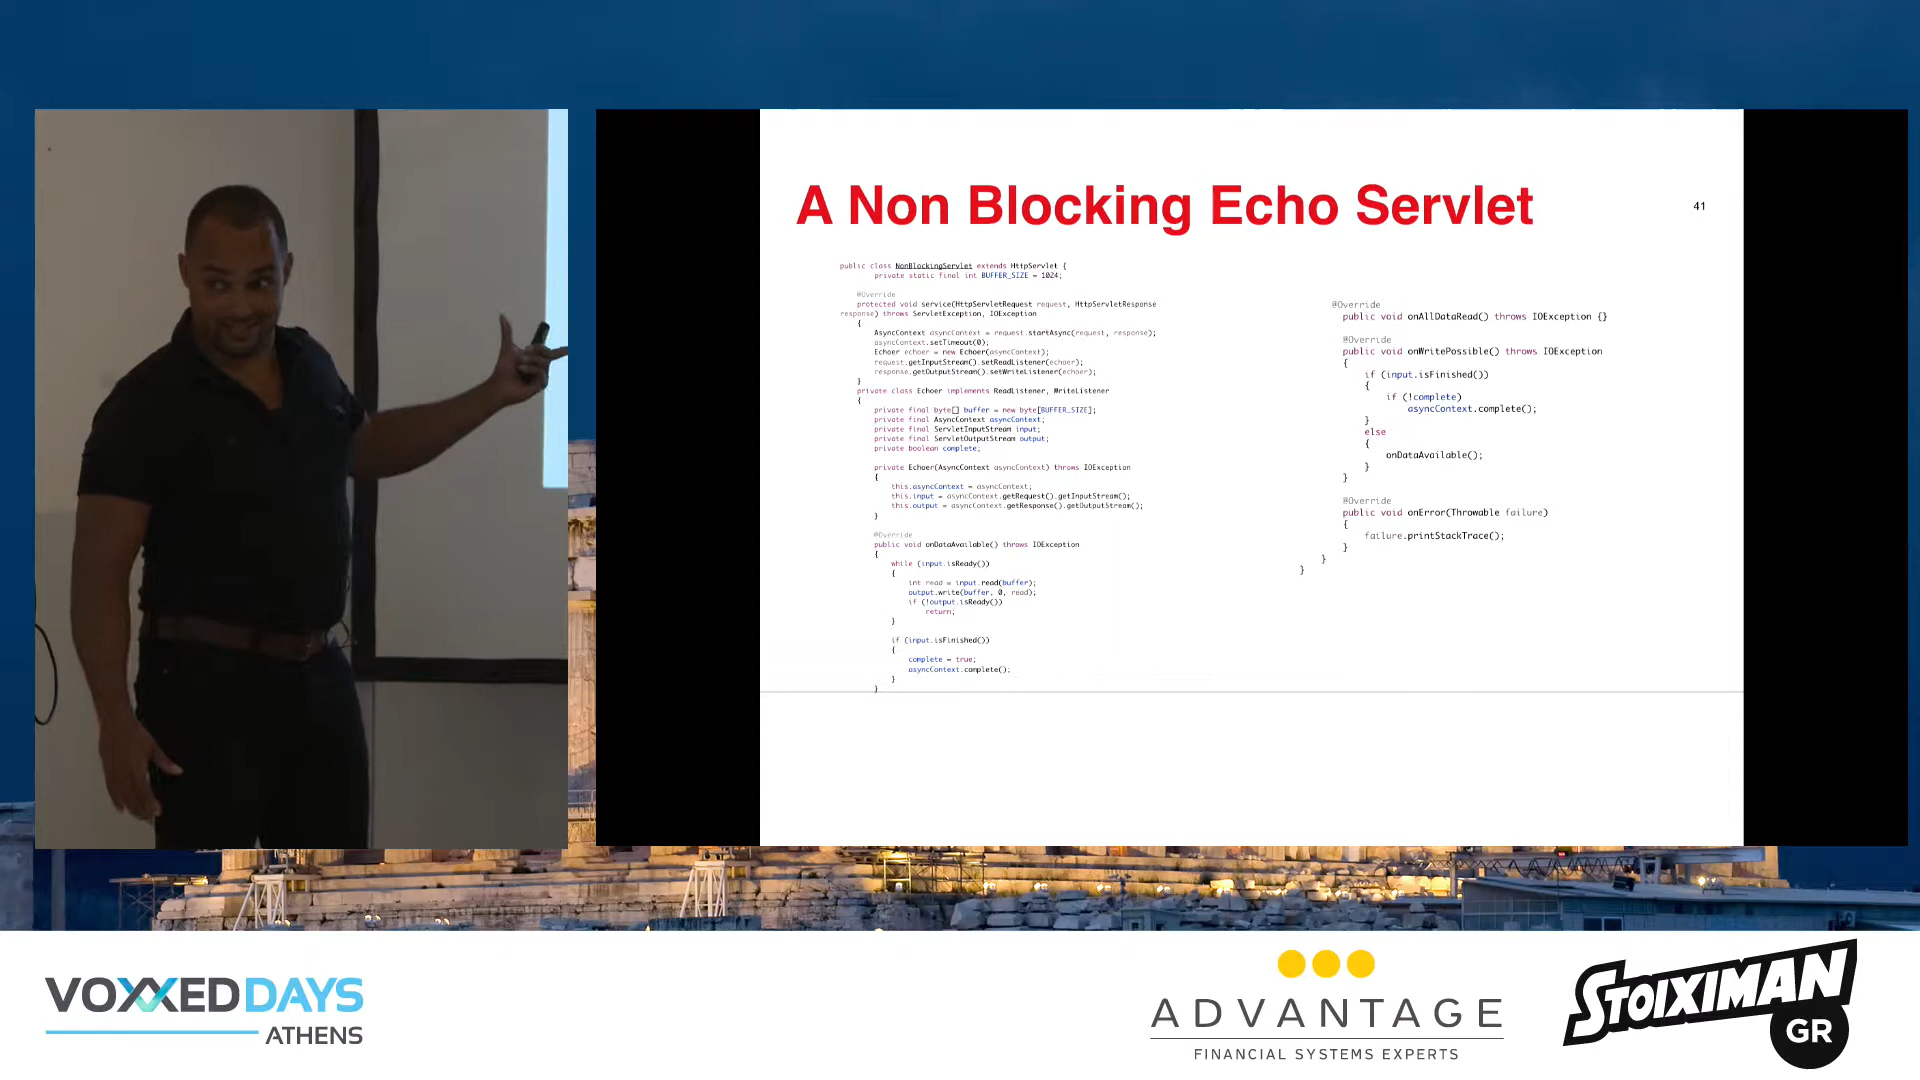 A Non Blocking Echo Servlet
41
public class NonBlockingServlet extends HttpServlet {
private static final int BUFFER_SIZE = 1024;
@Override
protected void service(HttpServletRequest request, HttpServletResponse
response) throws ServletException, IOException
{
AsyncContext asyncContext = request.startAsync(request, response);
asyncContext.setTimeout(0);
Echoer echoer = new Echoer(asyncContext);
request.getInputStream().setReadListener(echoer);
response.getOutputStream().setWriteListener(echoer);
}
private class Echoer implements ReadListener, WriteListener
{
private final byte[] buffer = new byte[BUFFER_SIZE];
private final AsyncContext asyncContext;
private final ServletInputStream input;
private final ServletOutputStream output;
private boolean complete;
private Echoer(AsyncContext asyncContext) throws IOException
{
this.asyncContext = asyncContext;
this.input = asyncContext.getRequest().getInputStream();
this.output = asyncContext.getResponse().getOutputStream();
}
@Override
public void onDataAvailable() throws IOException
{
while (input.isReady())
{
int read = input.read(buffer);
output.write(buffer, 0, read);
if (!output.isReady())
return;
}
if (input.isFinished())
{
complete = true;
asyncContext.complete();
}
}
@Override
public void onAllDataRead() throws IOException {}
@Override
public void onWritePossible() throws IOException
{
if (input.isFinished())
{
if (!complete)
asyncContext.complete();
}
else
{
onDataAvailable();
}
}
@Override
public void onError(Throwable failure)
{
failure.printStackTrace();
}
}
}
VOXXEDDAYS
ATHENS
ADVANTAGE
FINANCIAL SYSTEMS EXPERTS
STOIXIMAN
GR